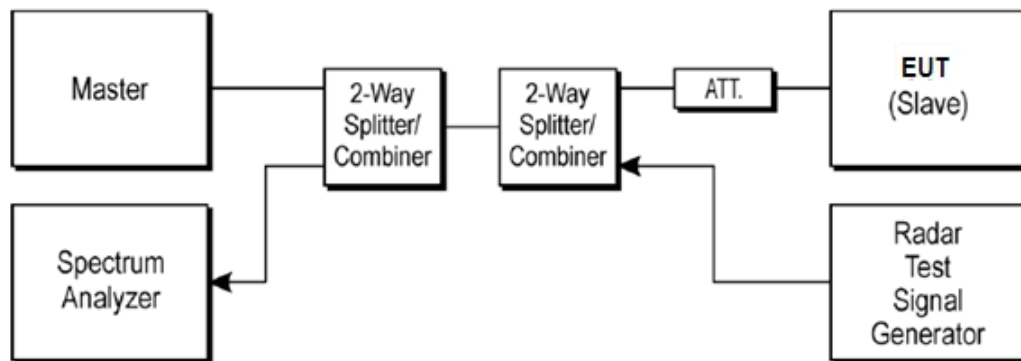 Master
2-Way
Splitter/
Combiner
2-Way
Splitter/
Combiner
ATT.
EUT
(Slave)
Spectrum
Analyzer
Radar
Test
Signal
Generator